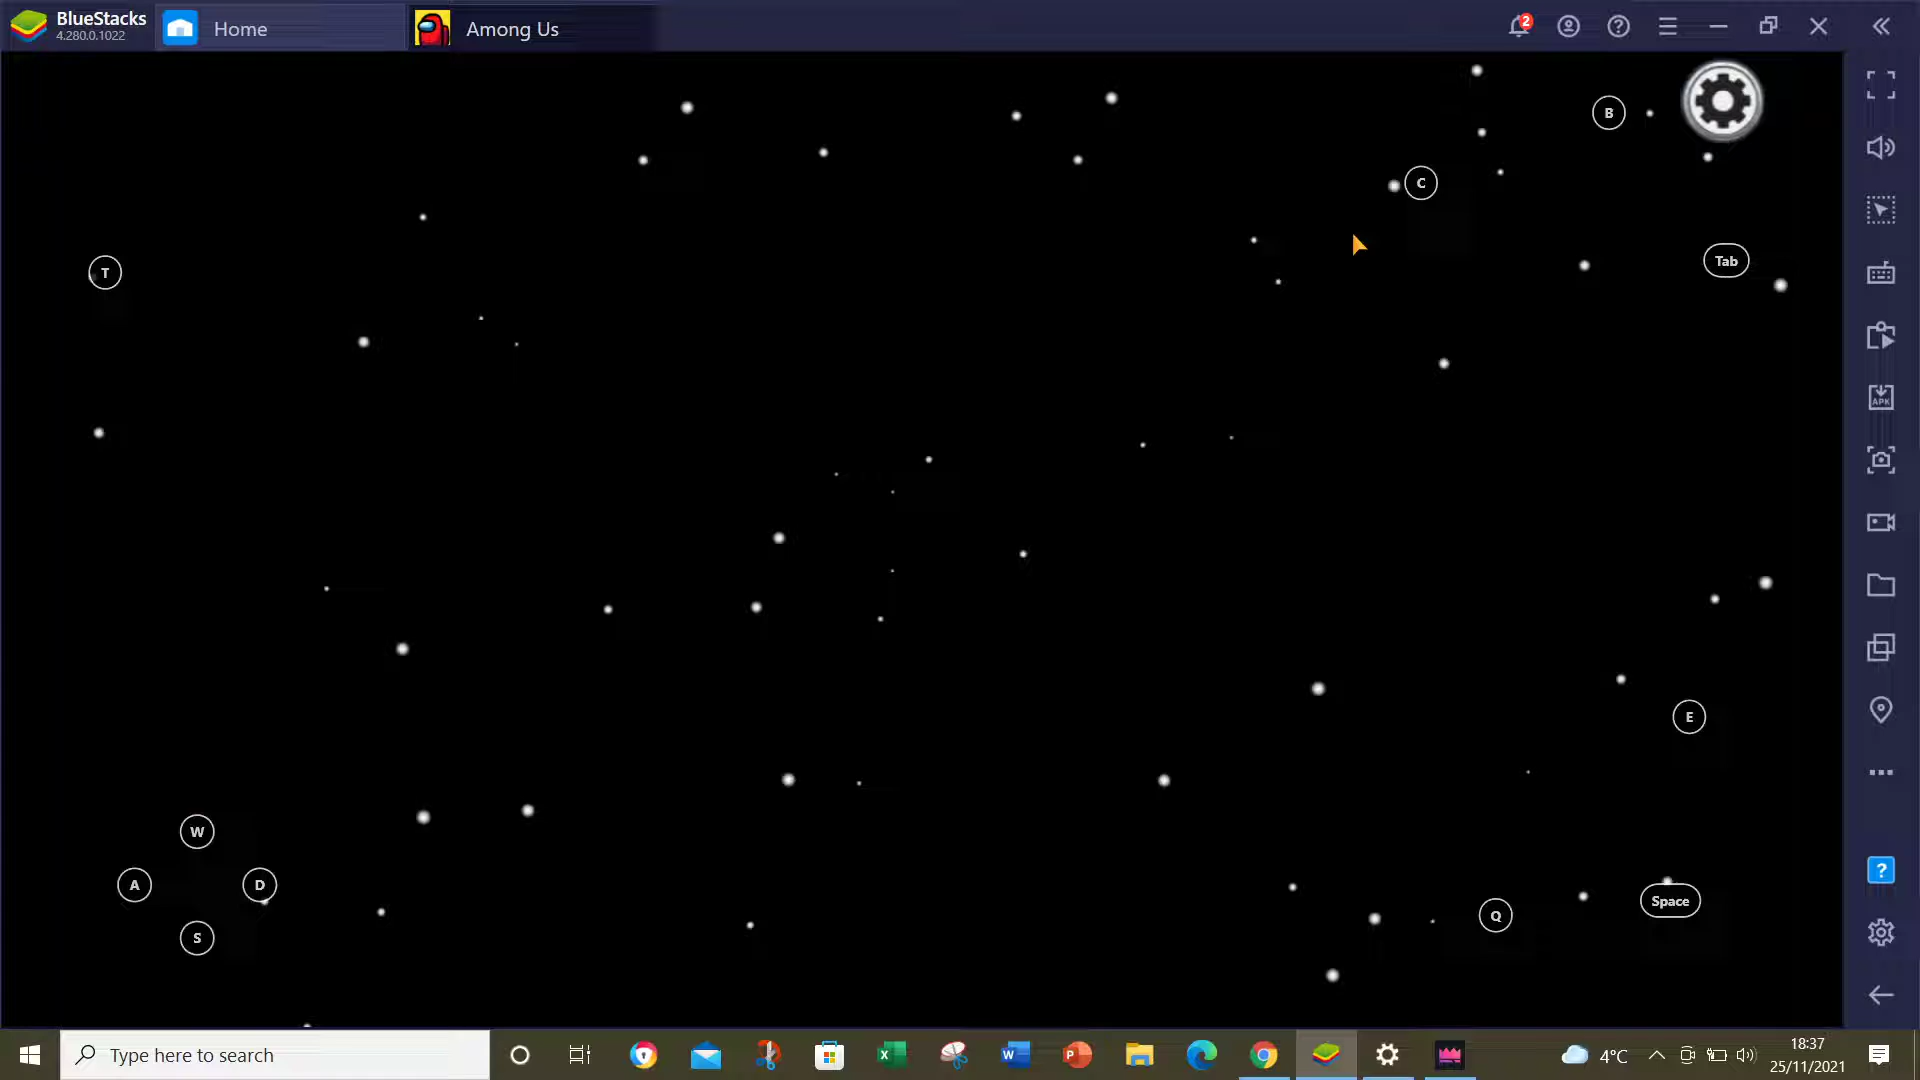 BlueStacks
4.280.0.1022
Home
Among Us
2
B
C
T
Tab
E
W
A
D
S
Q
Space
APK
?
Type here to search
4°C
18:37
25/11/2021